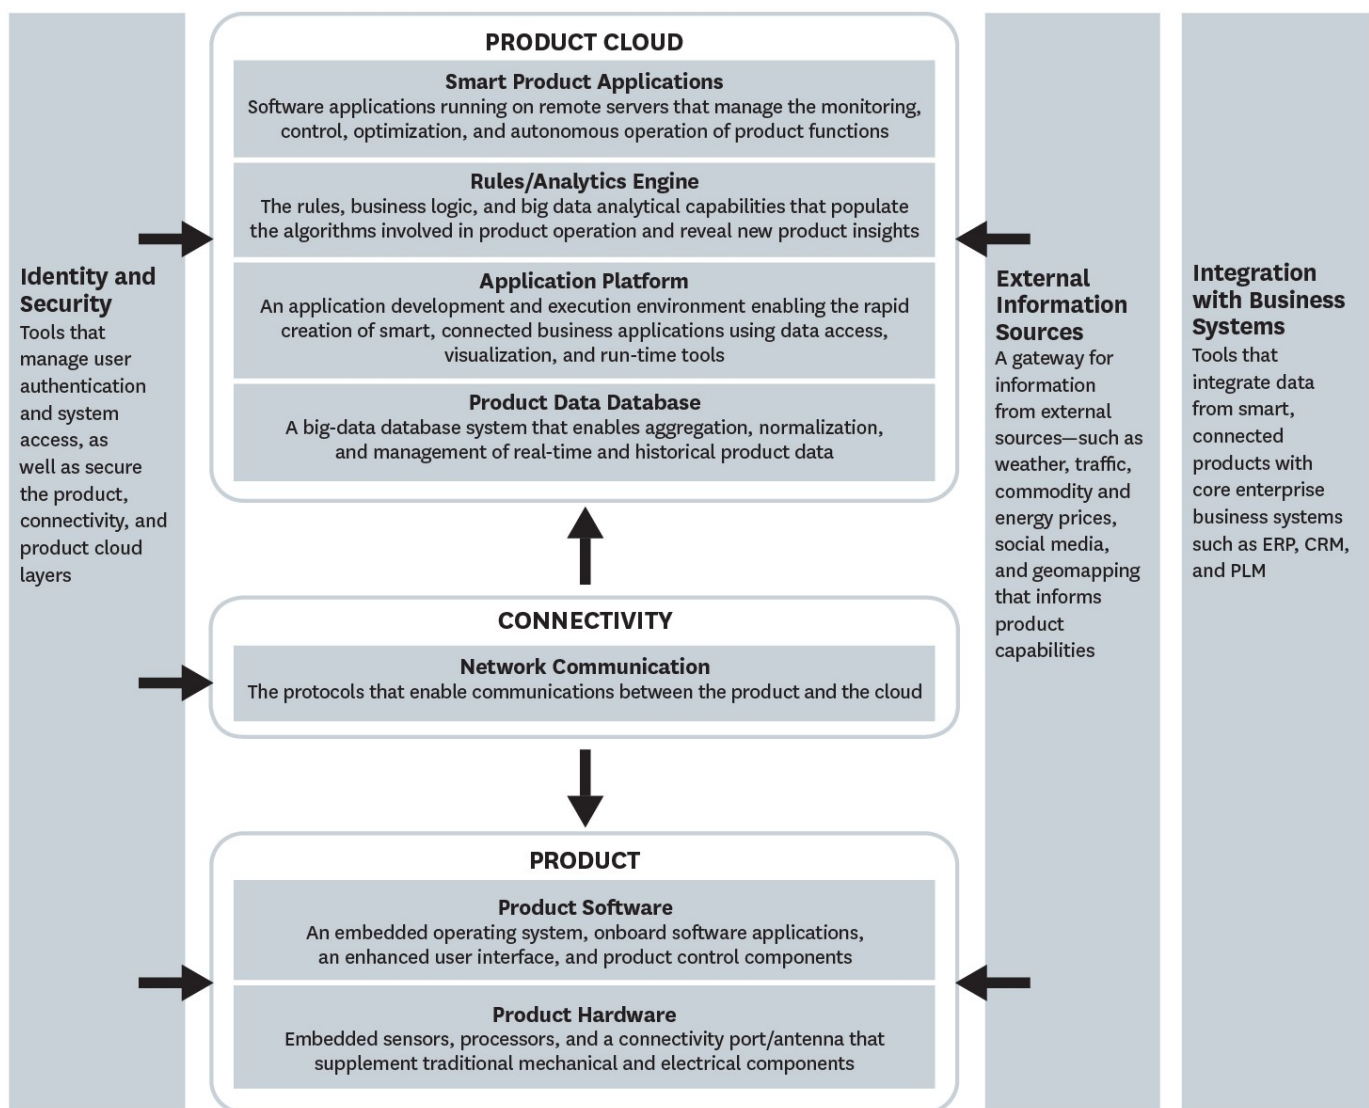 PRODUCT CLOUD
Smart Product Applications
Software applications running on remote servers that manage the monitoring,
control, optimization, and autonomous operation of product functions
Rules/Analytics Engine
The rules, business logic, and big data analytical capabilities that populate
the algorithms involved in product operation and reveal new product insights
Application Platform
An application development and execution environment enabling the rapid
creation of smart, connected business applications using data access,
visualization, and run-time tools
Product Data Database
A big-data database system that enables aggregation, normalization,
and management of real-time and historical product data
Identity and
Security
Tools that
manage user
authentication
and system
access, as
well as secure
the product,
connectivity, and
product cloud
layers
External
Information
Sources
A gateway for
information
from external
sources—such as
weather, traffic,
commodity and
energy prices,
social media,
and geomapping
that informs
product
capabilities
Integration
with Business
Systems
Tools that
integrate data
from smart,
connected
products with
core enterprise
business systems
such as ERP, CRM,
and PLM
CONNECTIVITY
Network Communication
The protocols that enable communications between the product and the cloud
PRODUCT
Product Software
An embedded operating system, onboard software applications,
an enhanced user interface, and product control components
Product Hardware
Embedded sensors, processors, and a connectivity port/antenna that
supplement traditional mechanical and electrical components